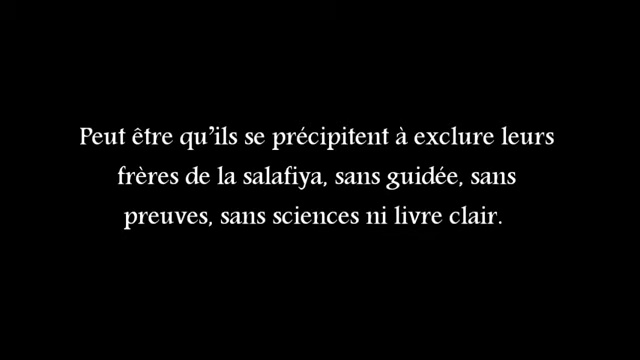 Peut être qu'ils se précipitent à exclure leurs
frères de la salafiya, sans guidée, sans
preuves, sans sciences ni livre clair.